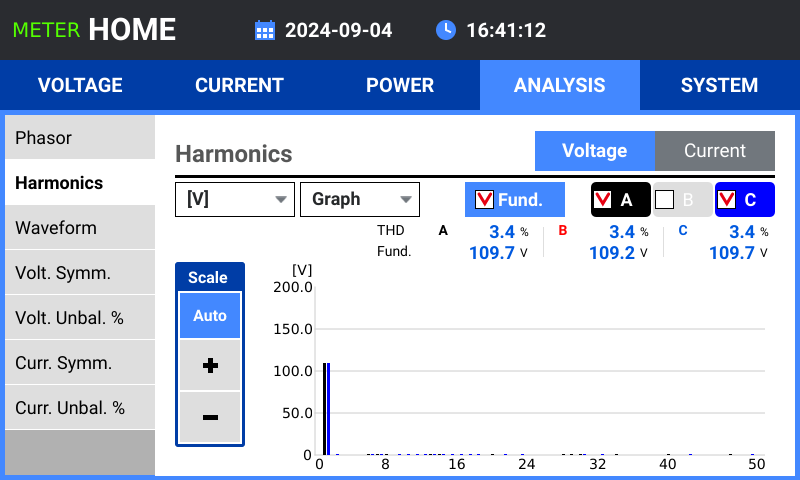 METER HOME 2024-09-04 16:41:12
VOLTAGE CURRENT POWER ANALYSIS SYSTEM
Phasor
Harmonics
Waveform
Volt. Symm.
Volt. Unbal. %
Curr. Symm.
Curr. Unbal. %
Harmonics Voltage Current
[V] Graph Fund. A B C
THD A 3.4 % B 3.4 % C 3.4 %
Fund. 109.7 V 109.2 V 109.7 V
Scale
Auto
+
−
[V]
200.0
150.0
100.0
50.0
0
0 8 16 24 32 40 50